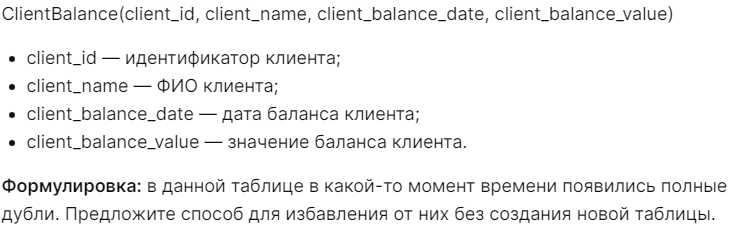 ClientBalance(client_id, client_name, client_balance_date, client_balance_value)
• client_id — идентификатор клиента;
• client_name — ФИО клиента;
• client_balance_date — дата баланса клиента;
• client_balance_value — значение баланса клиента.
Формулировка: в данной таблице в какой-то момент времени появились полные
дубли. Предложите способ для избавления от них без создания новой таблицы.